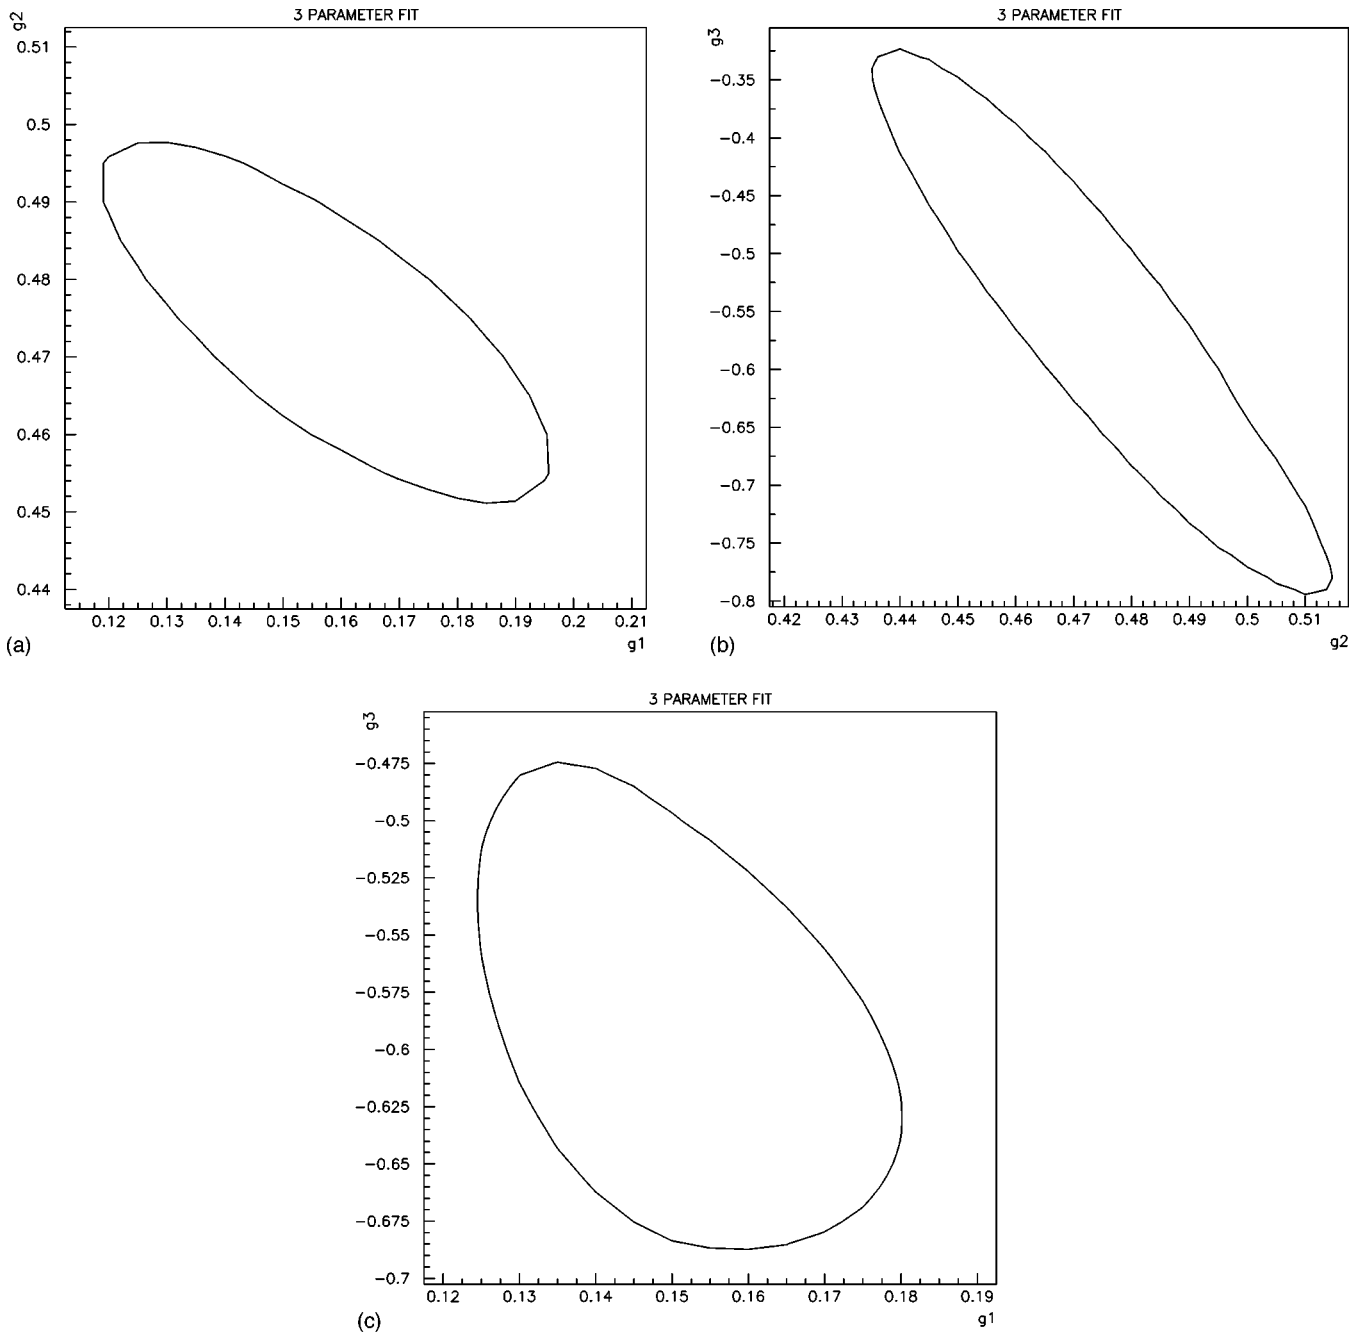 3 PARAMETER FIT
g2
0.51
0.5
0.49
0.48
0.47
0.46
0.45
0.44
0.12 0.13 0.14 0.15 0.16 0.17 0.18 0.19 0.2 0.21
g1
(a)
3 PARAMETER FIT
g3
−0.35
−0.4
−0.45
−0.5
−0.55
−0.6
−0.65
−0.7
−0.75
−0.8
0.42 0.43 0.44 0.45 0.46 0.47 0.48 0.49 0.5 0.51
g2
(b)
3 PARAMETER FIT
g3
−0.475
−0.5
−0.525
−0.55
−0.575
−0.6
−0.625
−0.65
−0.675
−0.7
0.12 0.13 0.14 0.15 0.16 0.17 0.18 0.19
g1
(c)